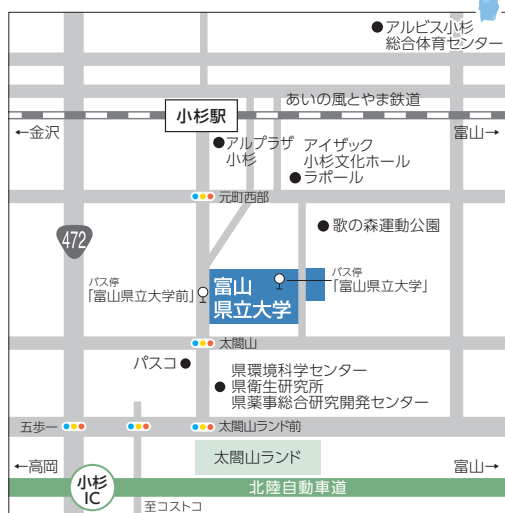 アルビス小杉
総合体育センター
あいの風とやま鉄道
小杉駅
←金沢
富山→
アルプラザ
小杉
アイザック
小杉文化ホール
ラポール
元町西部
歌の森運動公園
472
バス停
「富山県立大学前」
富山
県立大学
バス停
「富山県立大学」
太閤山
パスコ
県環境科学センター
県衛生研究所
県薬事総合研究開発センター
五歩一
太閤山ランド前
太閤山ランド
←高岡
富山→
小杉
IC
北陸自動車道
至コストコ